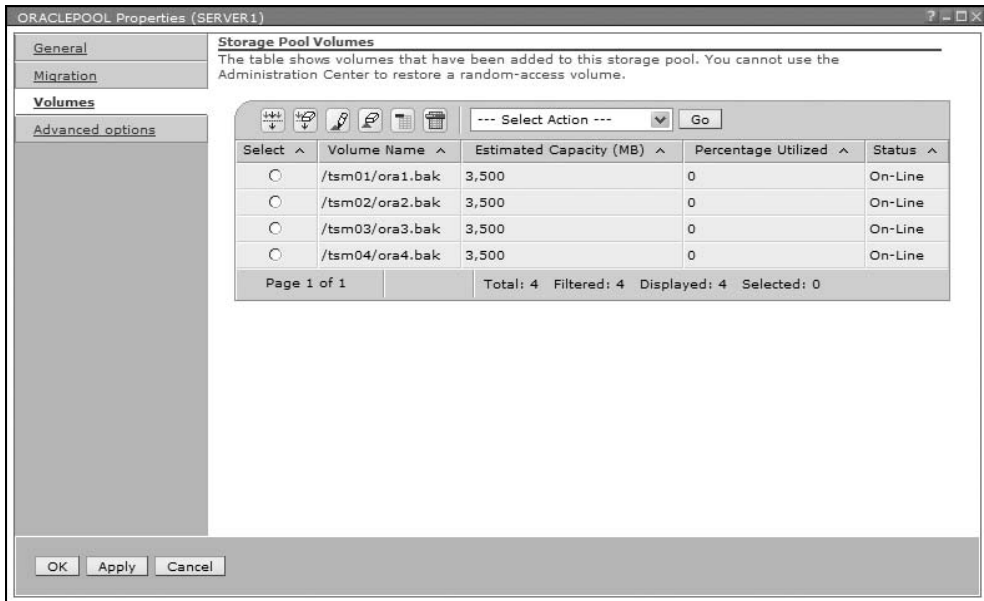 ORACLEPOOL Properties (SERVER1)
? – □ ×
General
Migration
Volumes
Advanced options
Storage Pool Volumes
The table shows volumes that have been added to this storage pool. You cannot use the
Administration Center to restore a random-access volume.
--- Select Action --- Go
Select ^ Volume Name ^ Estimated Capacity (MB) ^ Percentage Utilized ^ Status ^
/tsm01/ora1.bak 3,500 0 On-Line
/tsm02/ora2.bak 3,500 0 On-Line
/tsm03/ora3.bak 3,500 0 On-Line
/tsm04/ora4.bak 3,500 0 On-Line
Page 1 of 1 Total: 4 Filtered: 4 Displayed: 4 Selected: 0
OK Apply Cancel